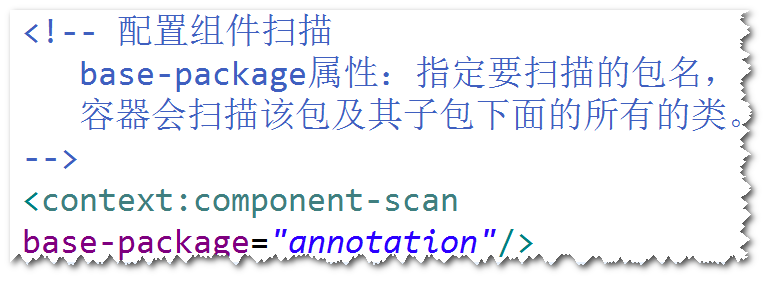 <!-- 配置组件扫描
base-package属性：指定要扫描的包名，
容器会扫描该包及其子包下面的所有的类。
-->
<context:component-scan
base-package="annotation"/>